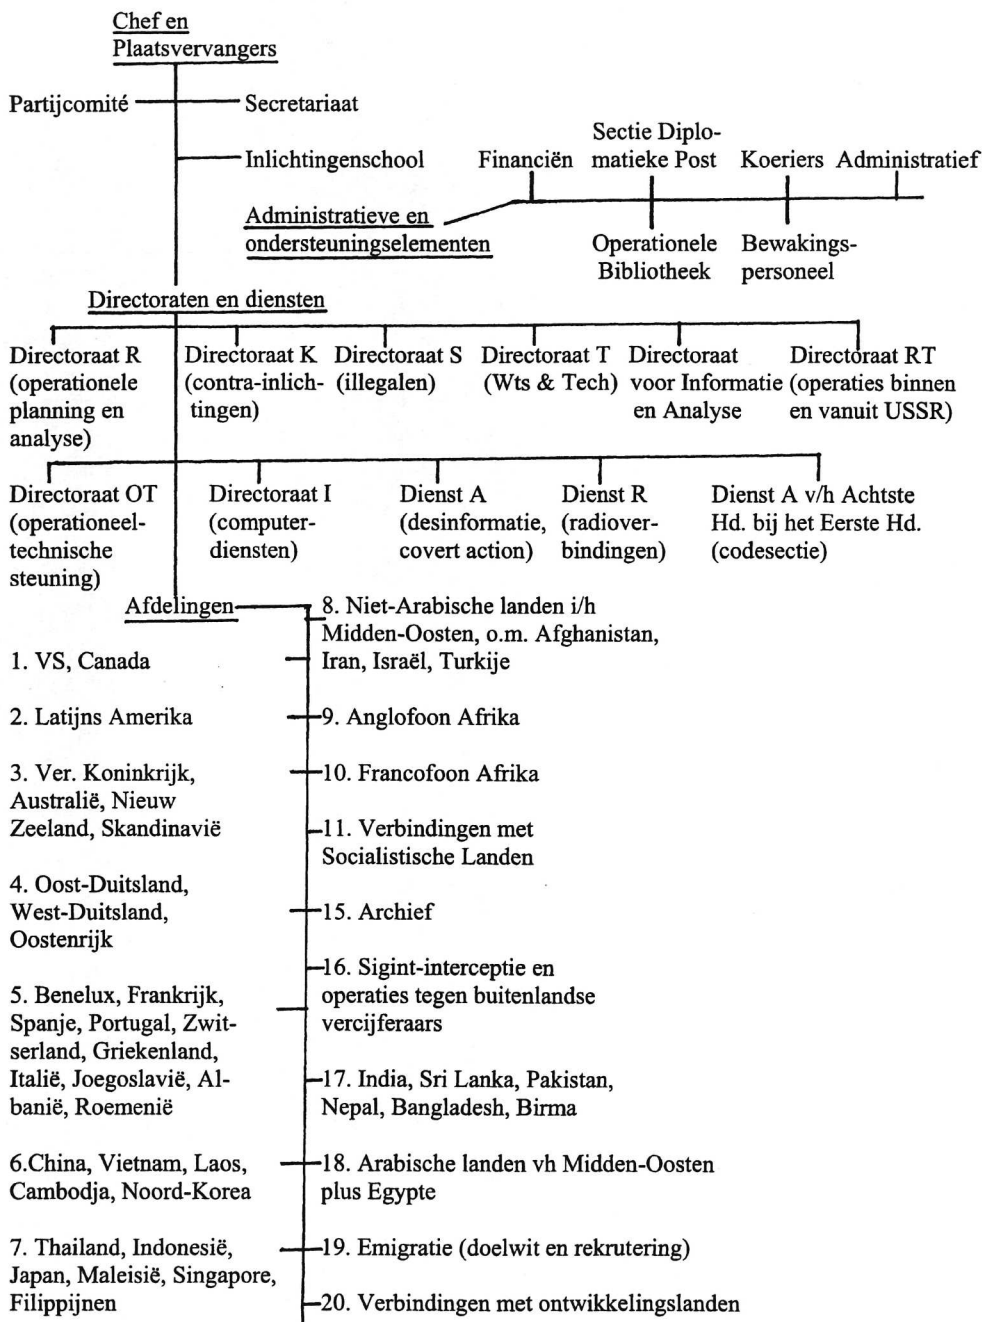 Chef en
Plaatsvervangers
Partijcomité
Secretariaat
Inlichtingenschool
Financiën
Sectie Diplo-
matieke Post
Koeriers
Administratief
Administratieve en
ondersteuningselementen
Operationele
Bibliotheek
Bewakings-
personeel
Directoraten en diensten
Directoraat R
(operationele
planning en
analyse)
Directoraat K
(contra-inlich-
tingen)
Directoraat S
(illegalen)
Directoraat T
(Wts & Tech)
Directoraat
voor Informatie
en Analyse
Directoraat RT
(operaties binnen
en vanuit USSR)
Directoraat OT
(operationeel-
technische
steuning)
Directoraat I
(computer-
diensten)
Dienst A
(desinformatie,
covert action)
Dienst R
(radiover-
bindingen)
Dienst A v/h Achtste
Hd. bij het Eerste Hd.
(codesectie)
Afdelingen
1. VS, Canada
2. Latijns Amerika
3. Ver. Koninkrijk,
Australië, Nieuw
Zeeland, Skandinavië
4. Oost-Duitsland,
West-Duitsland,
Oostenrijk
5. Benelux, Frankrijk,
Spanje, Portugal, Zwit-
serland, Griekenland,
Italië, Joegoslavië, Al-
banië, Roemenië
6.China, Vietnam, Laos,
Cambodja, Noord-Korea
7. Thailand, Indonesië,
Japan, Maleisië, Singapore,
Filippijnen
8. Niet-Arabische landen i/h
Midden-Oosten, o.m. Afghanistan,
Iran, Israël, Turkije
9. Anglofoon Afrika
10. Francofoon Afrika
11. Verbindingen met
Socialistische Landen
15. Archief
16. Sigint-interceptie en
operaties tegen buitenlandse
vercijferaars
17. India, Sri Lanka, Pakistan,
Nepal, Bangladesh, Birma
18. Arabische landen vh Midden-Oosten
plus Egypte
19. Emigratie (doelwit en rekrutering)
20. Verbindingen met ontwikkelingslanden